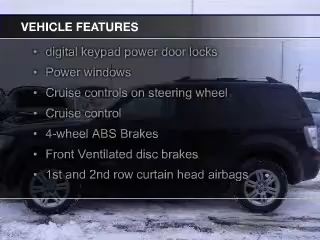 VEHICLE FEATURES
• digital keypad power door locks
• Power windows
• Cruise controls on steering wheel
• Cruise control
• 4-wheel ABS Brakes
• Front Ventilated disc brakes
• 1st and 2nd row curtain head airbags